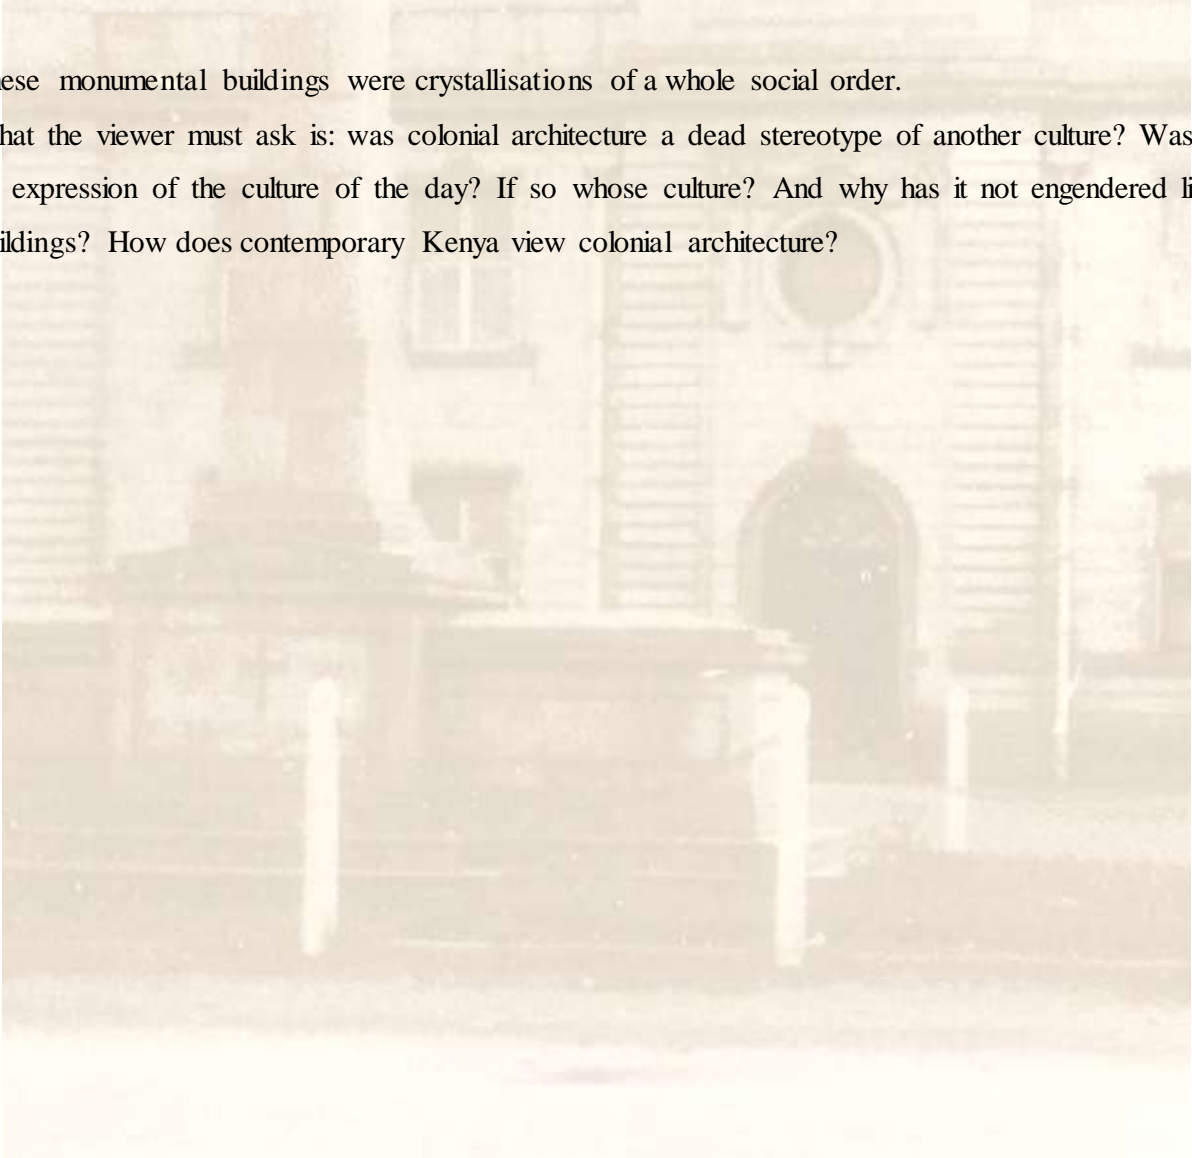 ese monumental buildings were crystallisations of a whole social order.
hat the viewer must ask is: was colonial architecture a dead stereotype of another culture? Was
expression of the culture of the day? If so whose culture? And why has it not engendered li
ildings? How does contemporary Kenya view colonial architecture?